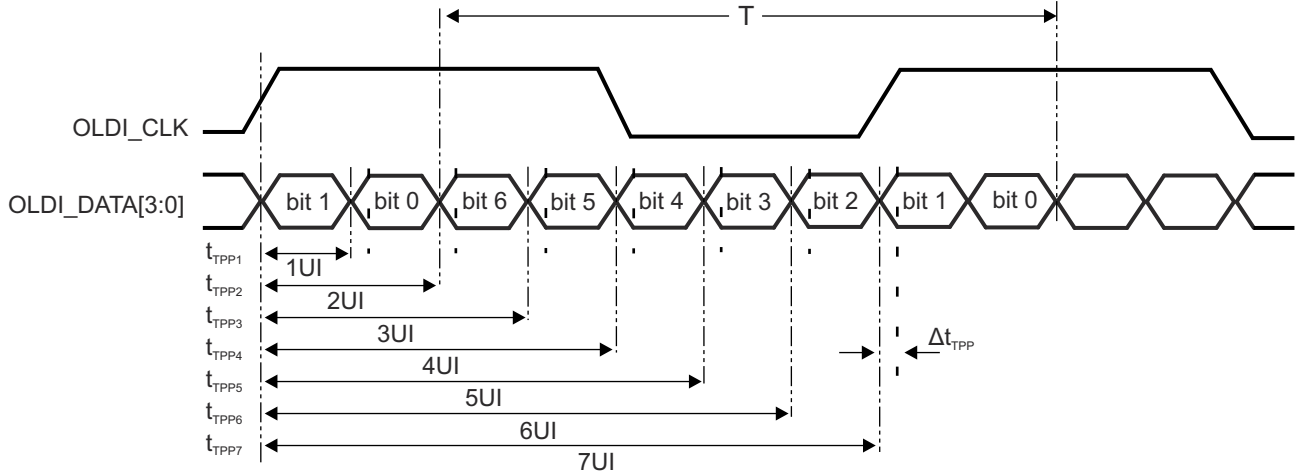 T
OLDI_CLK
OLDI_DATA[3:0] bit 1 bit 0 bit 6 bit 5 bit 4 bit 3 bit 2 bit 1 bit 0
tTPP1 1UI
tTPP2 2UI
tTPP3 3UI
tTPP4 4UI ΔtTPP
tTPP5 5UI
tTPP6 6UI
tTPP7 7UI